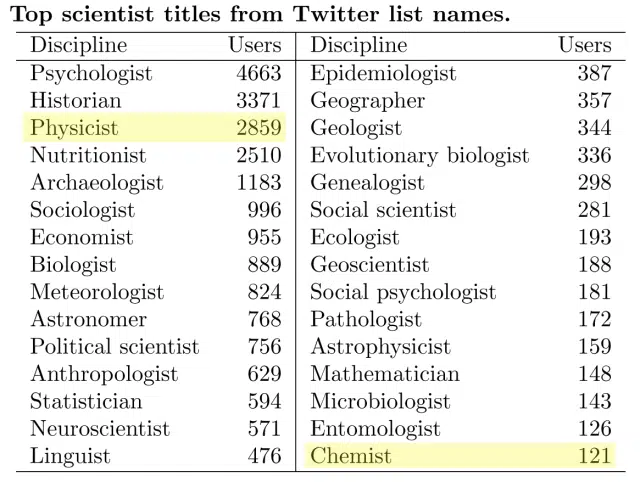 Top scientist titles from Twitter list names.
Discipline Users Discipline Users
Psychologist 4663 Epidemiologist 387
Historian 3371 Geographer 357
Physicist 2859 Geologist 344
Nutritionist 2510 Evolutionary biologist 336
Archaeologist 1183 Genealogist 298
Sociologist 996 Social scientist 281
Economist 955 Ecologist 193
Biologist 889 Geoscientist 188
Meteorologist 824 Social psychologist 181
Astronomer 768 Pathologist 172
Political scientist 756 Astrophysicist 159
Anthropologist 629 Mathematician 148
Statistician 594 Microbiologist 143
Neuroscientist 571 Entomologist 126
Linguist 476 Chemist 121